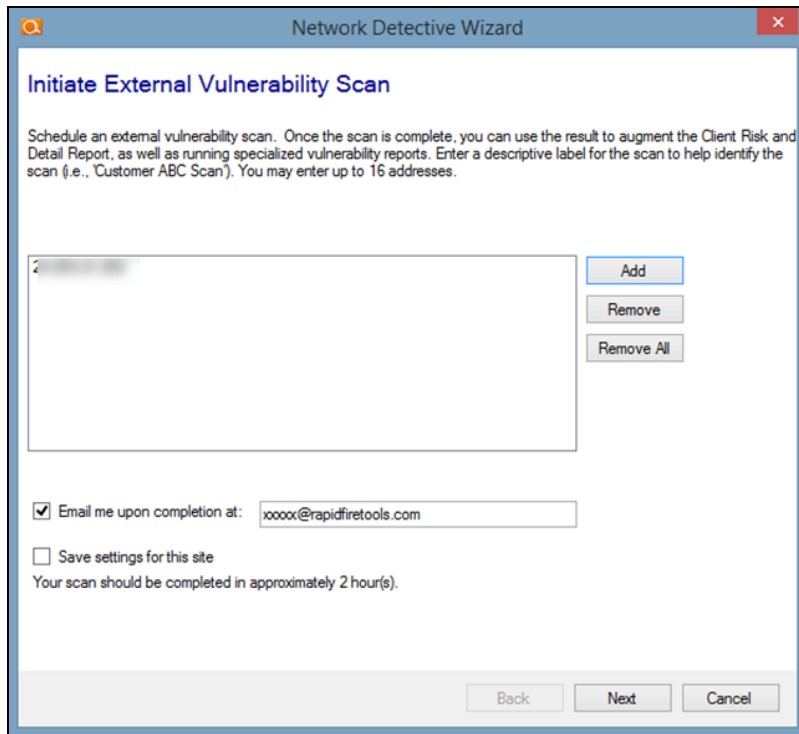 Network Detective Wizard
Initiate External Vulnerability Scan
Schedule an external vulnerability scan. Once the scan is complete, you can use the result to augment the Client Risk and
Detail Report, as well as running specialized vulnerability reports. Enter a descriptive label for the scan to help identify the
scan (i.e., 'Customer ABC Scan'). You may enter up to 16 addresses.
Add
Remove
Remove All
Email me upon completion at: xxxxx@rapidfiretools.com
Save settings for this site
Your scan should be completed in approximately 2 hour(s).
Back Next Cancel